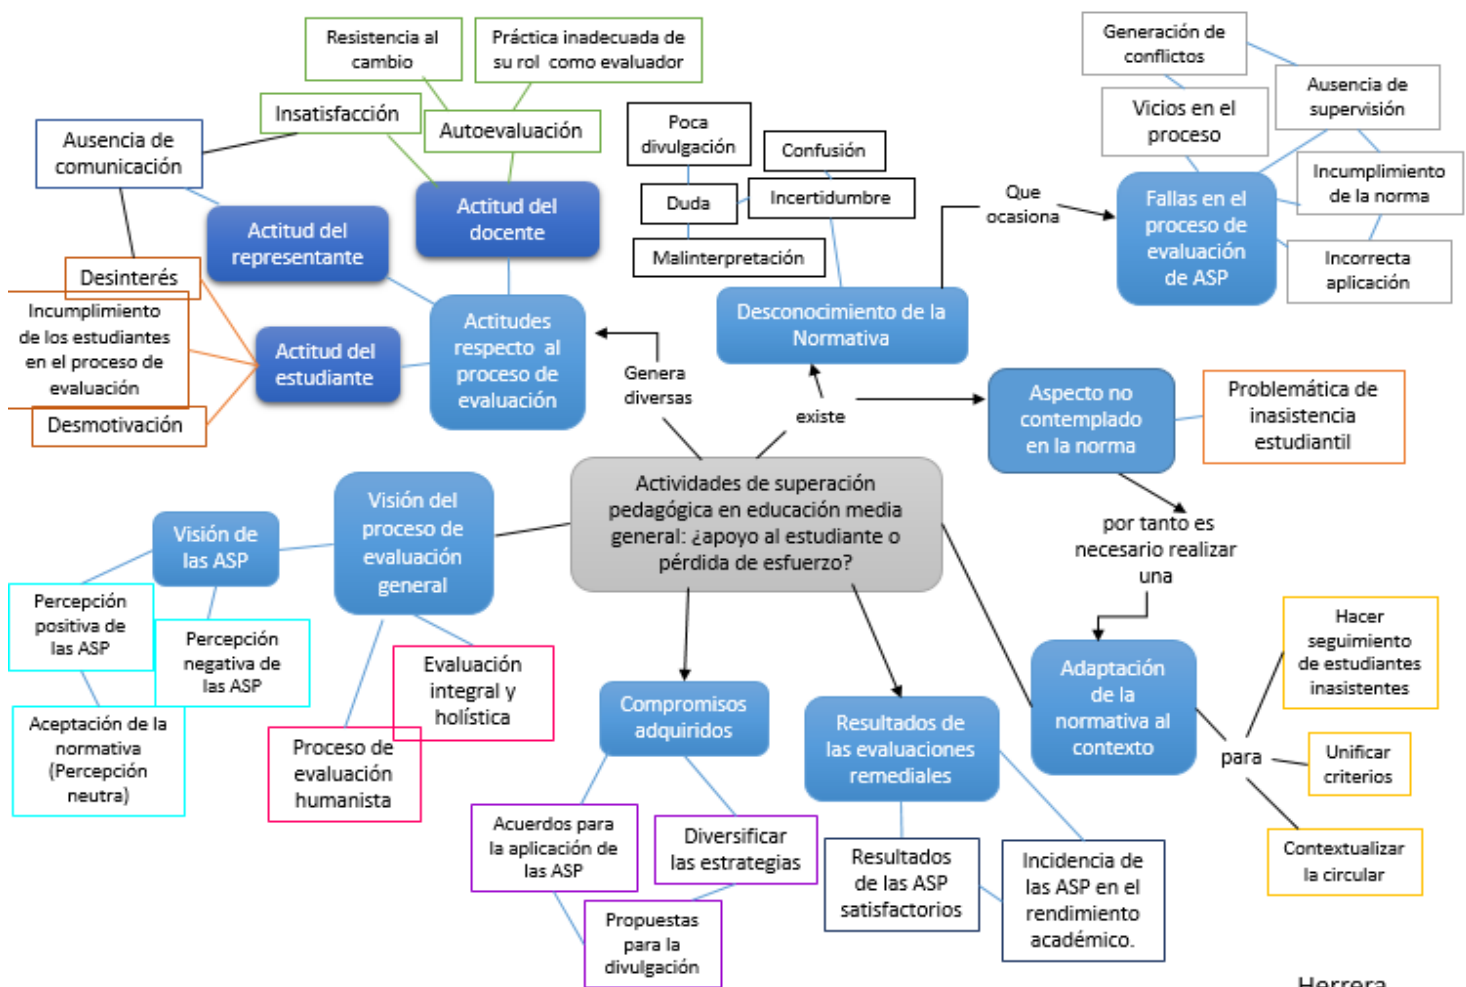 Resistencia al
cambio
Práctica inadecuada de
su rol como evaluador
Generación de
conflictos
Ausencia de
supervisión
Insatisfacción
Autoevaluación
Poca
divulgación
Confusión
Vicios en el
proceso
Ausencia de
comunicación
Incumplimiento
de la norma
Duda
Incertidumbre
Que
ocasiona
Fallas en el
proceso de
evaluación
de ASP
Actitud del
docente
Actitud del
representante
Malinterpretación
Incorrecta
aplicación
Desinterés
Incumplimiento
de los estudiantes
en el proceso de
evaluación
Desmotivación
Actitud del
estudiante
Actitudes
respecto al
proceso de
evaluación
Desconocimiento de la
Normativa
Genera
diversas
existe
Aspecto no
contemplado
en la norma
Problemática de
inasistencia
estudiantil
Actividades de superación
pedagógica en educación media
general: ¿apoyo al estudiante o
pérdida de esfuerzo?
Visión del
proceso de
evaluación
general
Visión de
las ASP
por tanto es
necesario realizar
una
Percepción
positiva de
las ASP
Percepción
negativa de
las ASP
Aceptación de la
normativa
(Percepción
neutra)
Evaluación
integral y
holística
Proceso de
evaluación
humanista
Compromisos
adquiridos
Resultados de
las evaluaciones
remediales
Adaptación
de la
normativa al
contexto
Hacer
seguimiento
de estudiantes
inasistentes
para
Unificar
criterios
Contextualizar
la circular
Acuerdos para
la aplicación de
las ASP
Diversificar
las estrategias
Propuestas
para la
divulgación
Resultados
de las ASP
satisfactorios
Incidencia de
las ASP en el
rendimiento
académico.
Herrera